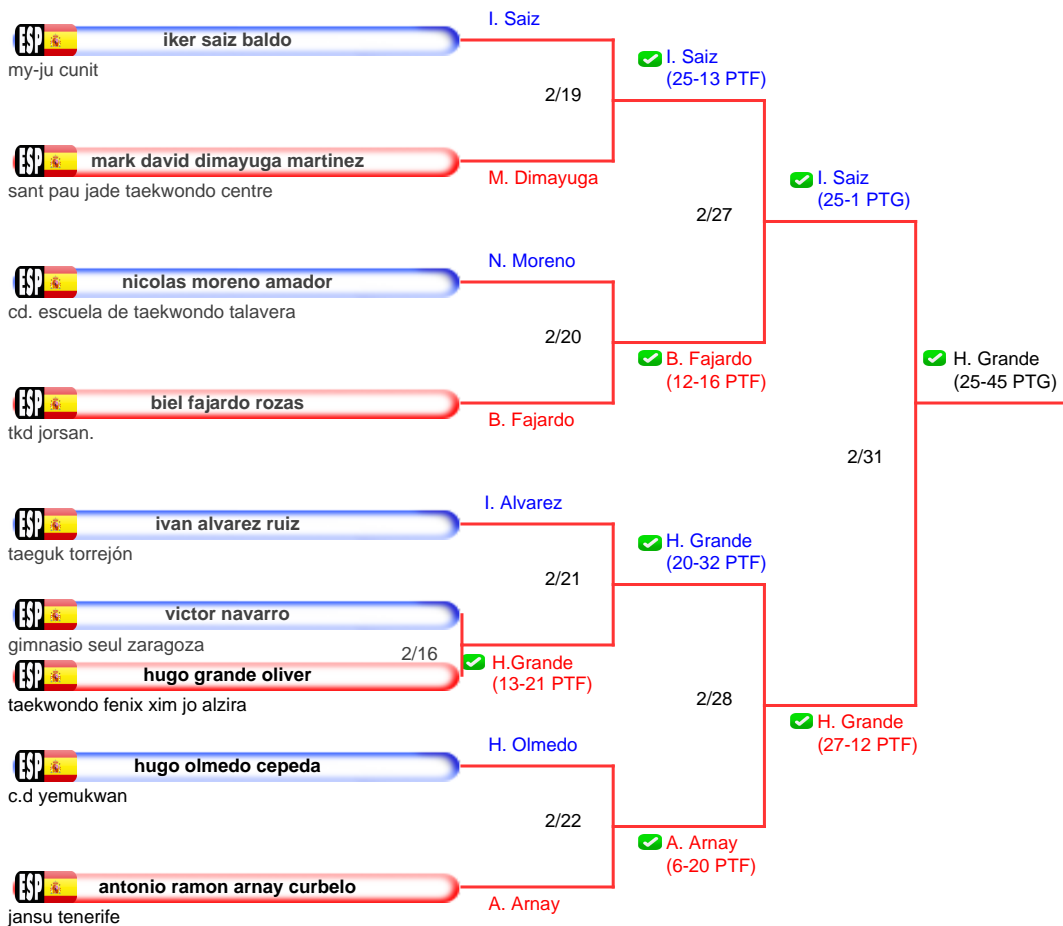 I. Saiz
ESP iker saiz baldo
my-ju cunit
I. Saiz
(25-13 PTF)
2/19
ESP mark david dimayuga martinez
sant pau jade taekwondo centre
M. Dimayuga
I. Saiz
(25-1 PTG)
2/27
N. Moreno
ESP nicolas moreno amador
cd. escuela de taekwondo talavera
2/20
B. Fajardo
(12-16 PTF)
H. Grande
(25-45 PTG)
ESP biel fajardo rozas
tkd jorsan.
B. Fajardo
2/31
I. Alvarez
ESP ivan alvarez ruiz
taeguk torrejón
H. Grande
(20-32 PTF)
2/21
ESP victor navarro
gimnasio seul zaragoza
2/16
H.Grande
(13-21 PTF)
ESP hugo grande oliver
taekwondo fenix xim jo alzira
2/28
H. Grande
(27-12 PTF)
H. Olmedo
ESP hugo olmedo cepeda
c.d yemukwan
2/22
A. Arnay
(6-20 PTF)
ESP antonio ramon arnay curbelo
jansu tenerife
A. Arnay